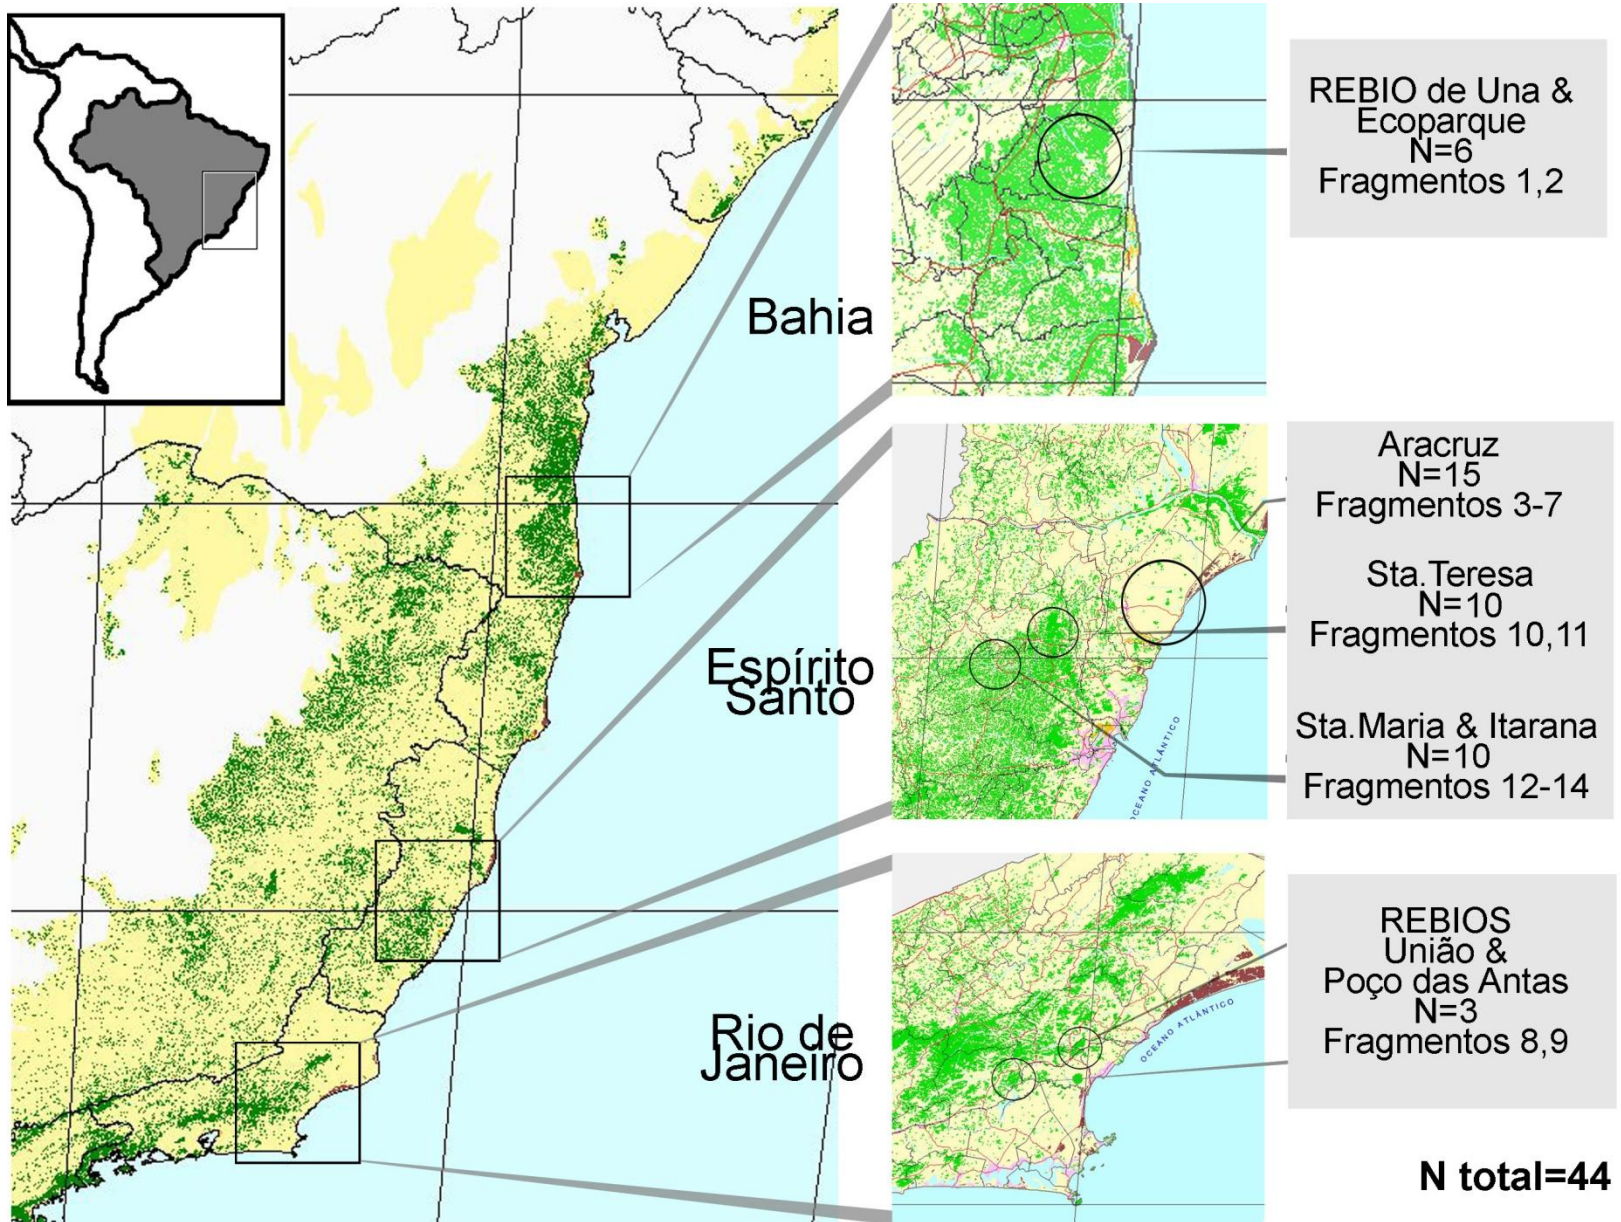 Bahia
Espírito
Santo
Rio de
Janeiro
REBIO de Una &
Ecoparque
N=6
Fragmentos 1,2
Aracruz
N=15
Fragmentos 3-7
Sta.Teresa
N=10
Fragmentos 10,11
Sta.Maria & Itarana
N=10
Fragmentos 12-14
OCEANO ATLÂNTICO
REBIOS
União &
Poço das Antas
N=3
Fragmentos 8,9
OCEANO ATLÂNTICO
N total=44